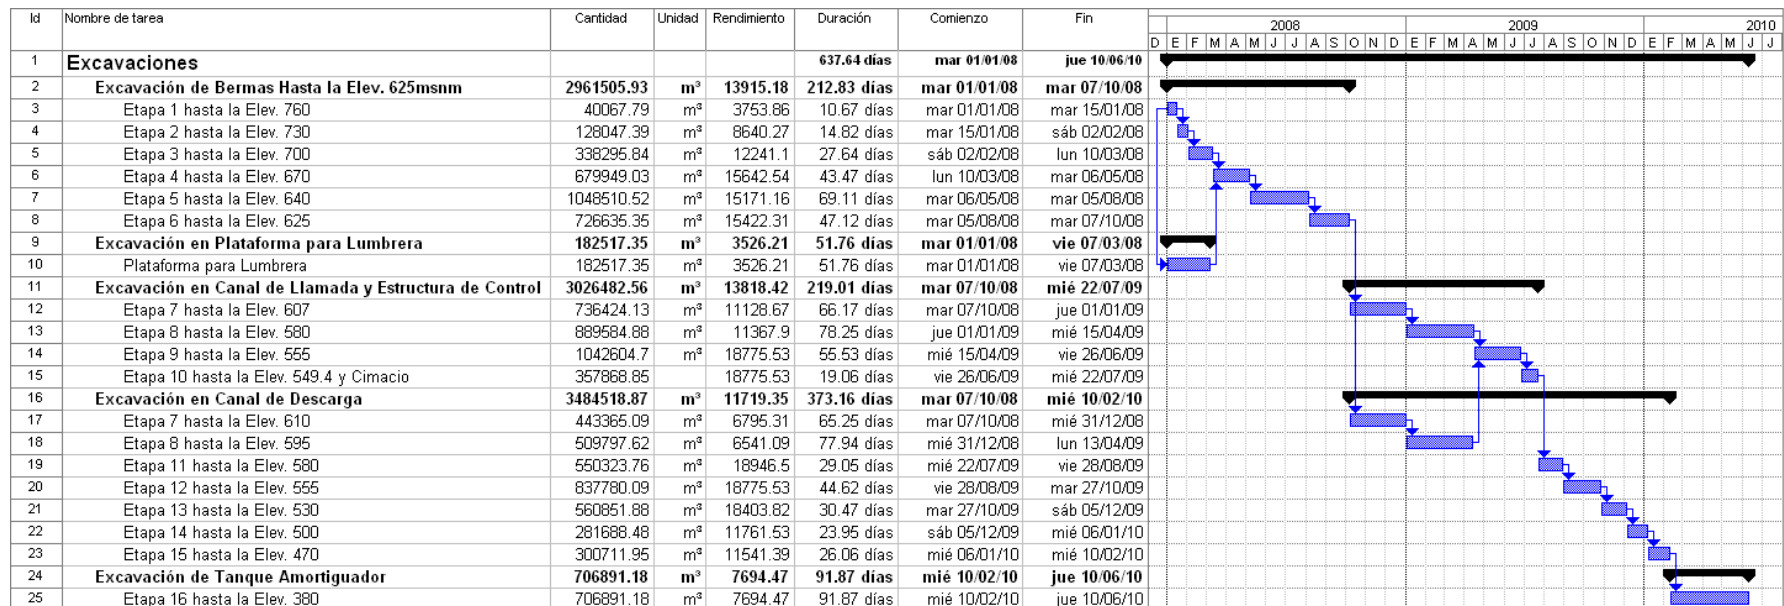 Id Nombre de tarea Cantidad Unidad Rendimiento Duración Comienzo Fin
2008 2009 2010
D E F M A M J J A S O N D E F M A M J J A S O N D E F M A M J J
1 Excavaciones 637.64 días mar 01/01/08 jue 10/06/10
2 Excavación de Bermas Hasta la Elev. 625msnm 2961505.93 m³ 13915.18 212.83 días mar 01/01/08 mar 07/10/08
3 Etapa 1 hasta la Elev. 760 40067.79 m³ 3753.86 10.67 días mar 01/01/08 mar 15/01/08
4 Etapa 2 hasta la Elev. 730 128047.39 m³ 8640.27 14.82 días mar 15/01/08 sáb 02/02/08
5 Etapa 3 hasta la Elev. 700 338295.84 m³ 12241.1 27.64 días sáb 02/02/08 lun 10/03/08
6 Etapa 4 hasta la Elev. 670 679949.03 m³ 15642.54 43.47 días lun 10/03/08 mar 06/05/08
7 Etapa 5 hasta la Elev. 640 1048510.52 m³ 15171.16 69.11 días mar 06/05/08 mar 05/08/08
8 Etapa 6 hasta la Elev. 625 726635.35 m³ 15422.31 47.12 días mar 05/08/08 mar 07/10/08
9 Excavación en Plataforma para Lumbrera 182517.35 m³ 3526.21 51.76 días mar 01/01/08 vie 07/03/08
10 Plataforma para Lumbrera 182517.35 m³ 3526.21 51.76 días mar 01/01/08 vie 07/03/08
11 Excavación en Canal de Llamada y Estructura de Control 3026482.56 m³ 13818.42 219.01 días mar 07/10/08 mié 22/07/09
12 Etapa 7 hasta la Elev. 607 736424.13 m³ 11128.67 66.17 días mar 07/10/08 jue 01/01/09
13 Etapa 8 hasta la Elev. 580 889584.88 m³ 11367.9 78.25 días jue 01/01/09 mié 15/04/09
14 Etapa 9 hasta la Elev. 555 1042604.7 m³ 18775.53 55.53 días mié 15/04/09 vie 26/06/09
15 Etapa 10 hasta la Elev. 549.4 y Cimacio 357868.85 18775.53 19.06 días vie 26/06/09 mié 22/07/09
16 Excavación en Canal de Descarga 3484518.87 m³ 11719.35 373.16 días mar 07/10/08 mié 10/02/10
17 Etapa 7 hasta la Elev. 610 443365.09 m³ 6795.31 65.25 días mar 07/10/08 mié 31/12/08
18 Etapa 8 hasta la Elev. 595 509797.62 m³ 6541.09 77.94 días mié 31/12/08 lun 13/04/09
19 Etapa 11 hasta la Elev. 580 550323.76 m³ 18946.5 29.05 días mié 22/07/09 vie 28/08/09
20 Etapa 12 hasta la Elev. 555 837780.09 m³ 18775.53 44.62 días vie 28/08/09 mar 27/10/09
21 Etapa 13 hasta la Elev. 530 560851.88 m³ 18403.82 30.47 días mar 27/10/09 sáb 05/12/09
22 Etapa 14 hasta la Elev. 500 281688.48 m³ 11761.53 23.95 días sáb 05/12/09 mié 06/01/10
23 Etapa 15 hasta la Elev. 470 300711.95 m³ 11541.39 26.06 días mié 06/01/10 mié 10/02/10
24 Excavación de Tanque Amortiguador 706891.18 m³ 7694.47 91.87 días mié 10/02/10 jue 10/06/10
25 Etapa 16 hasta la Elev. 380 706891.18 m³ 7694.47 91.87 días mié 10/02/10 jue 10/06/10